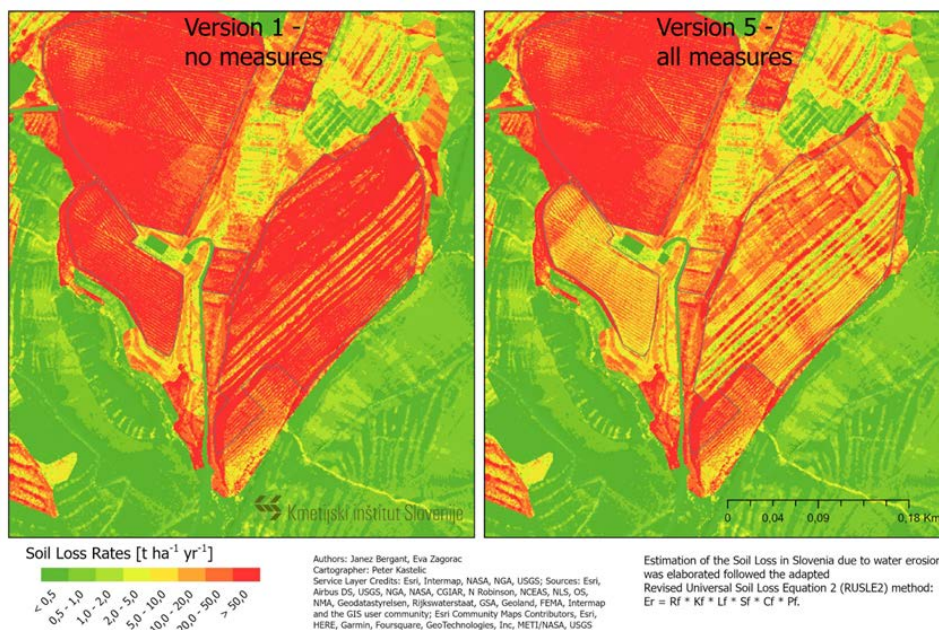 Version 1 -
no measures
Version 5 -
all measures
Kmetijski inštitut Slovenije
0 0,04 0,09 0,18 Km
Soil Loss Rates [t ha⁻¹ yr⁻¹]
< 0,5
0,5 - 1,0
1,0 - 2,0
2,0 - 5,0
5,0 - 10,0
10,0 - 20,0
20,0 - 50,0
> 50,0
Authors: Janez Bergant, Eva Zagorac
Cartographer: Peter Kastelic
Service Layer Credits: Esri, Intermap, NASA, NGA, USGS; Sources: Esri,
Airbus DS, USGS, NGA, NASA, CGIAR, N Robinson, NCEAS, NLS, OS,
NMA, Geodatastyrelsen, Rijkswaterstaat, GSA, Geoland, FEMA, Intermap
and the GIS user community; Esri Community Maps Contributors, Esri,
HERE, Garmin, Foursquare, GeoTechnologies, Inc, METI/NASA, USGS
Estimation of the Soil Loss in Slovenia due to water erosion
was elaborated followed the adapted
Revised Universal Soil Loss Equation 2 (RUSLE2) method:
Er = Rf * Kf * Lf * Sf * Cf * Pf.